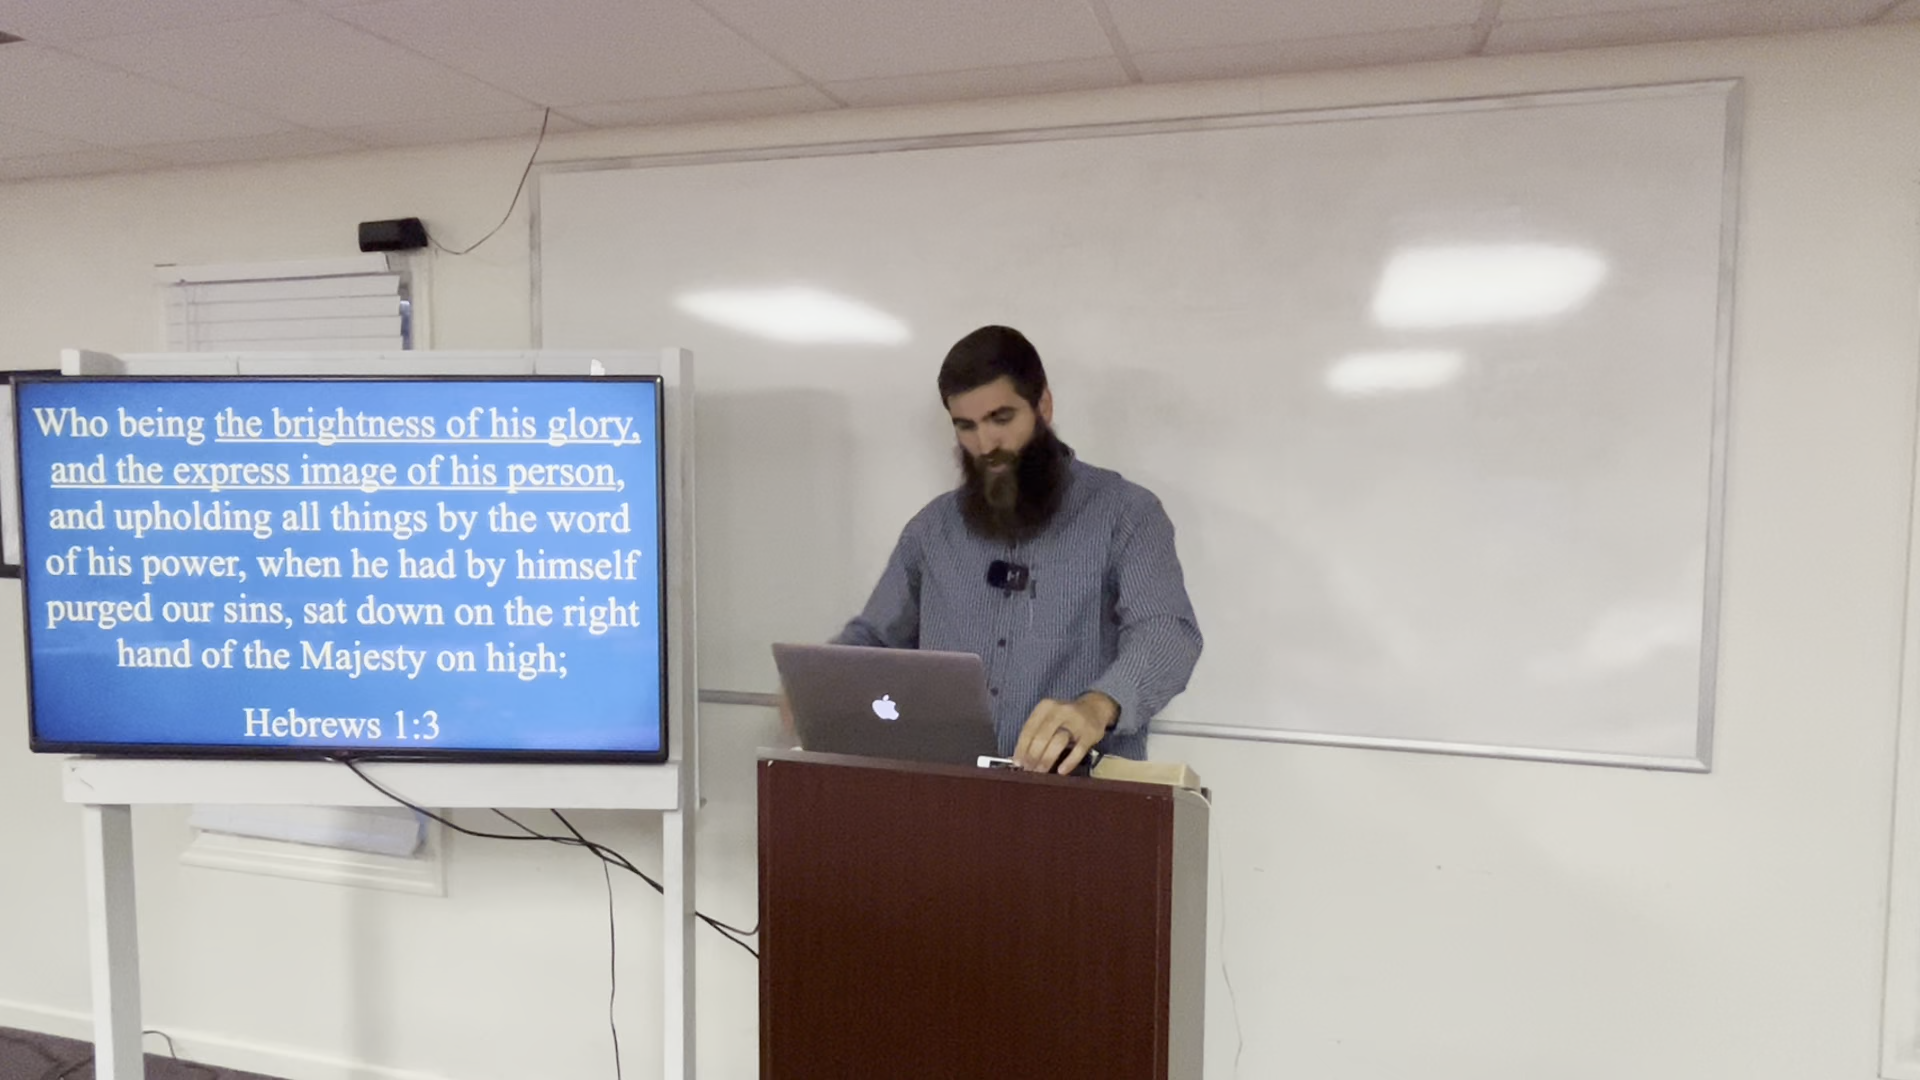 Who being the brightness of his glory,
and the express image of his person,
and upholding all things by the word
of his power, when he had by himself
purged our sins, sat down on the right
hand of the Majesty on high;
Hebrews 1:3